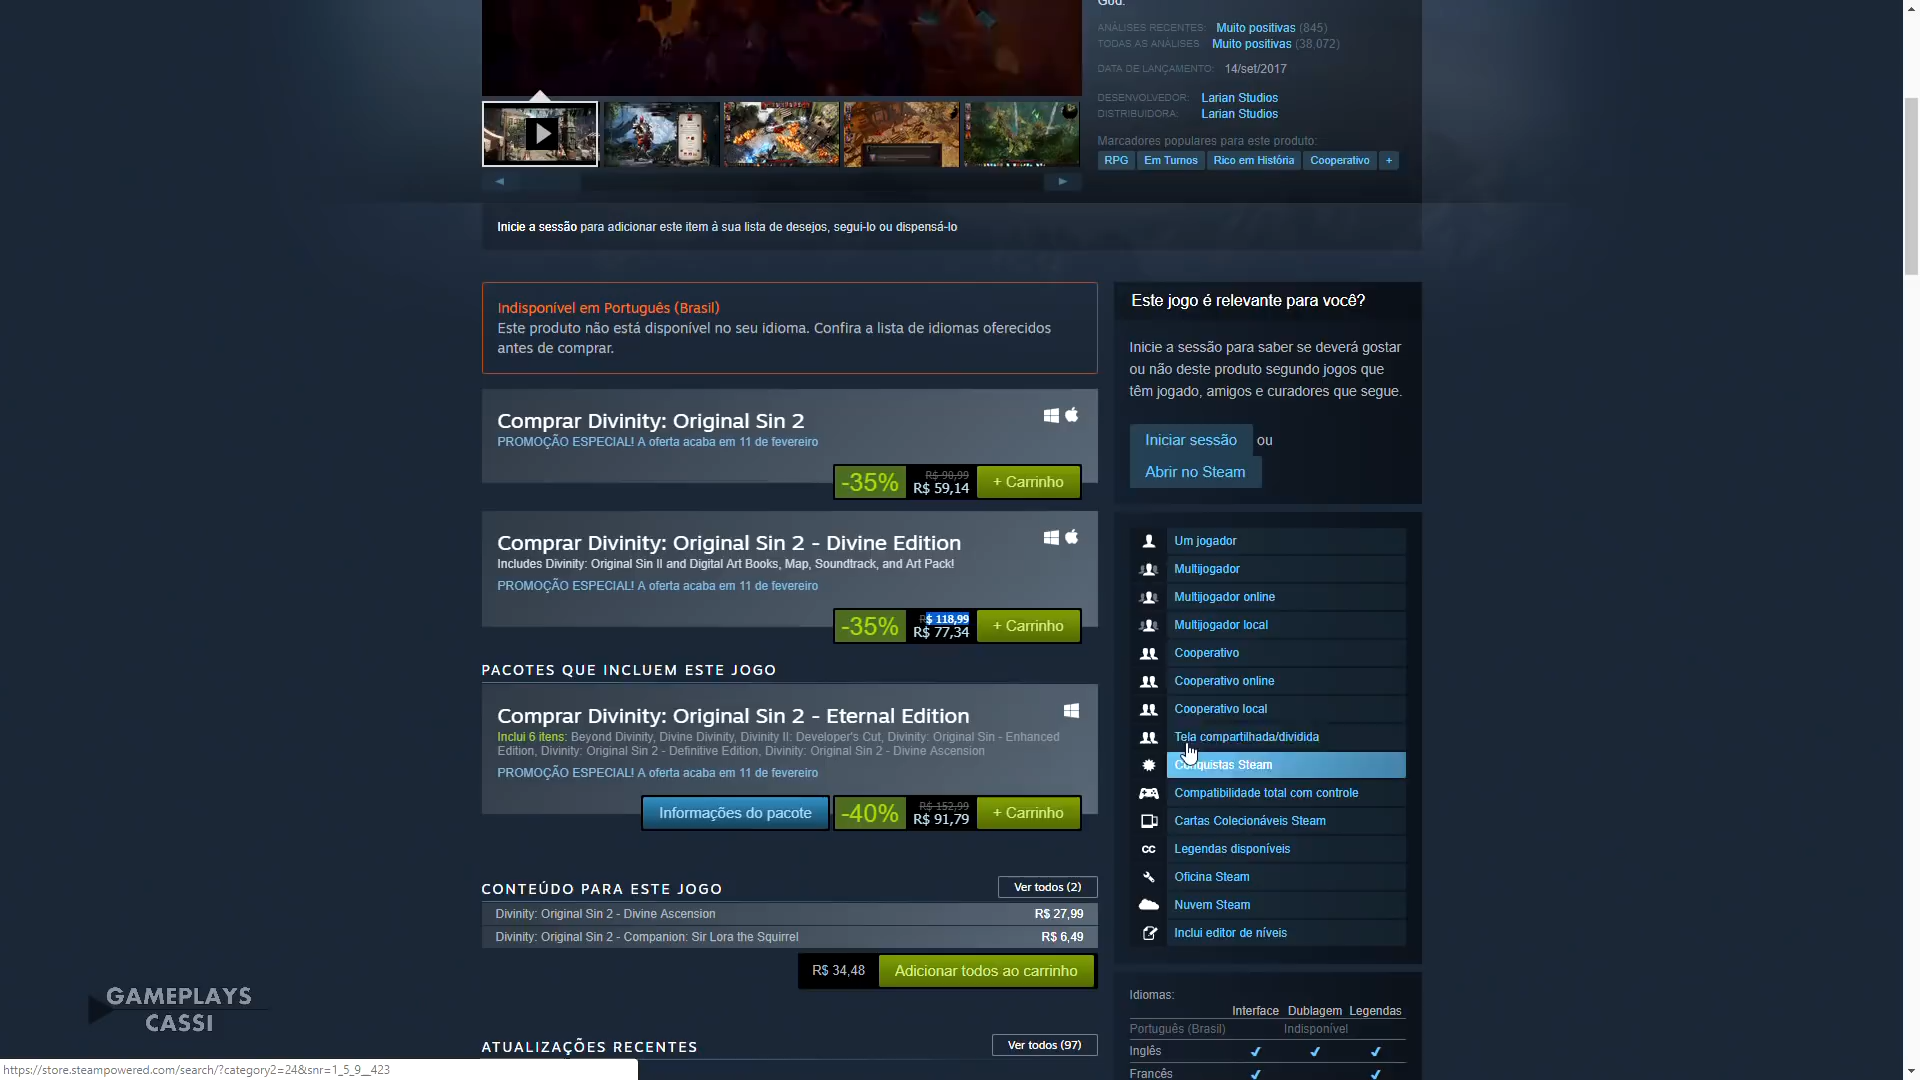 God.
ANÁLISES RECENTES: Muito positivas (845)
TODAS AS ANÁLISES: Muito positivas (38,072)
DATA DE LANÇAMENTO: 14/set/2017
DESENVOLVEDOR: Larian Studios
DISTRIBUIDORA: Larian Studios
Marcadores populares para este produto:
RPG Em Turnos Rico em História Cooperativo +
Inicie a sessão para adicionar este item à sua lista de desejos, segui-lo ou dispensá-lo
Indisponível em Português (Brasil)
Este produto não está disponível no seu idioma. Confira a lista de idiomas oferecidos
antes de comprar.
Comprar Divinity: Original Sin 2
PROMOÇÃO ESPECIAL! A oferta acaba em 11 de fevereiro
-35% R$ 90,99 R$ 59,14 + Carrinho
Comprar Divinity: Original Sin 2 - Divine Edition
Includes Divinity: Original Sin II and Digital Art Books, Map, Soundtrack, and Art Pack!
PROMOÇÃO ESPECIAL! A oferta acaba em 11 de fevereiro
-35% R$ 118,99 R$ 77,34 + Carrinho
PACOTES QUE INCLUEM ESTE JOGO
Comprar Divinity: Original Sin 2 - Eternal Edition
Inclui 6 itens: Beyond Divinity, Divine Divinity, Divinity II: Developer's Cut, Divinity: Original Sin - Enhanced
Edition, Divinity: Original Sin 2 - Definitive Edition, Divinity: Original Sin 2 - Divine Ascension
PROMOÇÃO ESPECIAL! A oferta acaba em 11 de fevereiro
Informações do pacote -40% R$ 152,99 R$ 91,79 + Carrinho
CONTEÚDO PARA ESTE JOGO Ver todos (2)
Divinity: Original Sin 2 - Divine Ascension R$ 27,99
Divinity: Original Sin 2 - Companion: Sir Lora the Squirrel R$ 6,49
R$ 34,48 Adicionar todos ao carrinho
ATUALIZAÇÕES RECENTES Ver todos (97)
Este jogo é relevante para você?
Inicie a sessão para saber se deverá gostar
ou não deste produto segundo jogos que
têm jogado, amigos e curadores que segue.
Iniciar sessão ou
Abrir no Steam
Um jogador
Multijogador
Multijogador online
Multijogador local
Cooperativo
Cooperativo online
Cooperativo local
Tela compartilhada/dividida
Conquistas Steam
Compatibilidade total com controle
Cartas Colecionáveis Steam
CC Legendas disponíveis
Oficina Steam
Nuvem Steam
Inclui editor de níveis
Idiomas:
Interface Dublagem Legendas
Português (Brasil) Indisponível
Inglês
Francês
GAMEPLAYS
CASSI
https://store.steampowered.com/search/?category2=24&snr=1_5_9__423